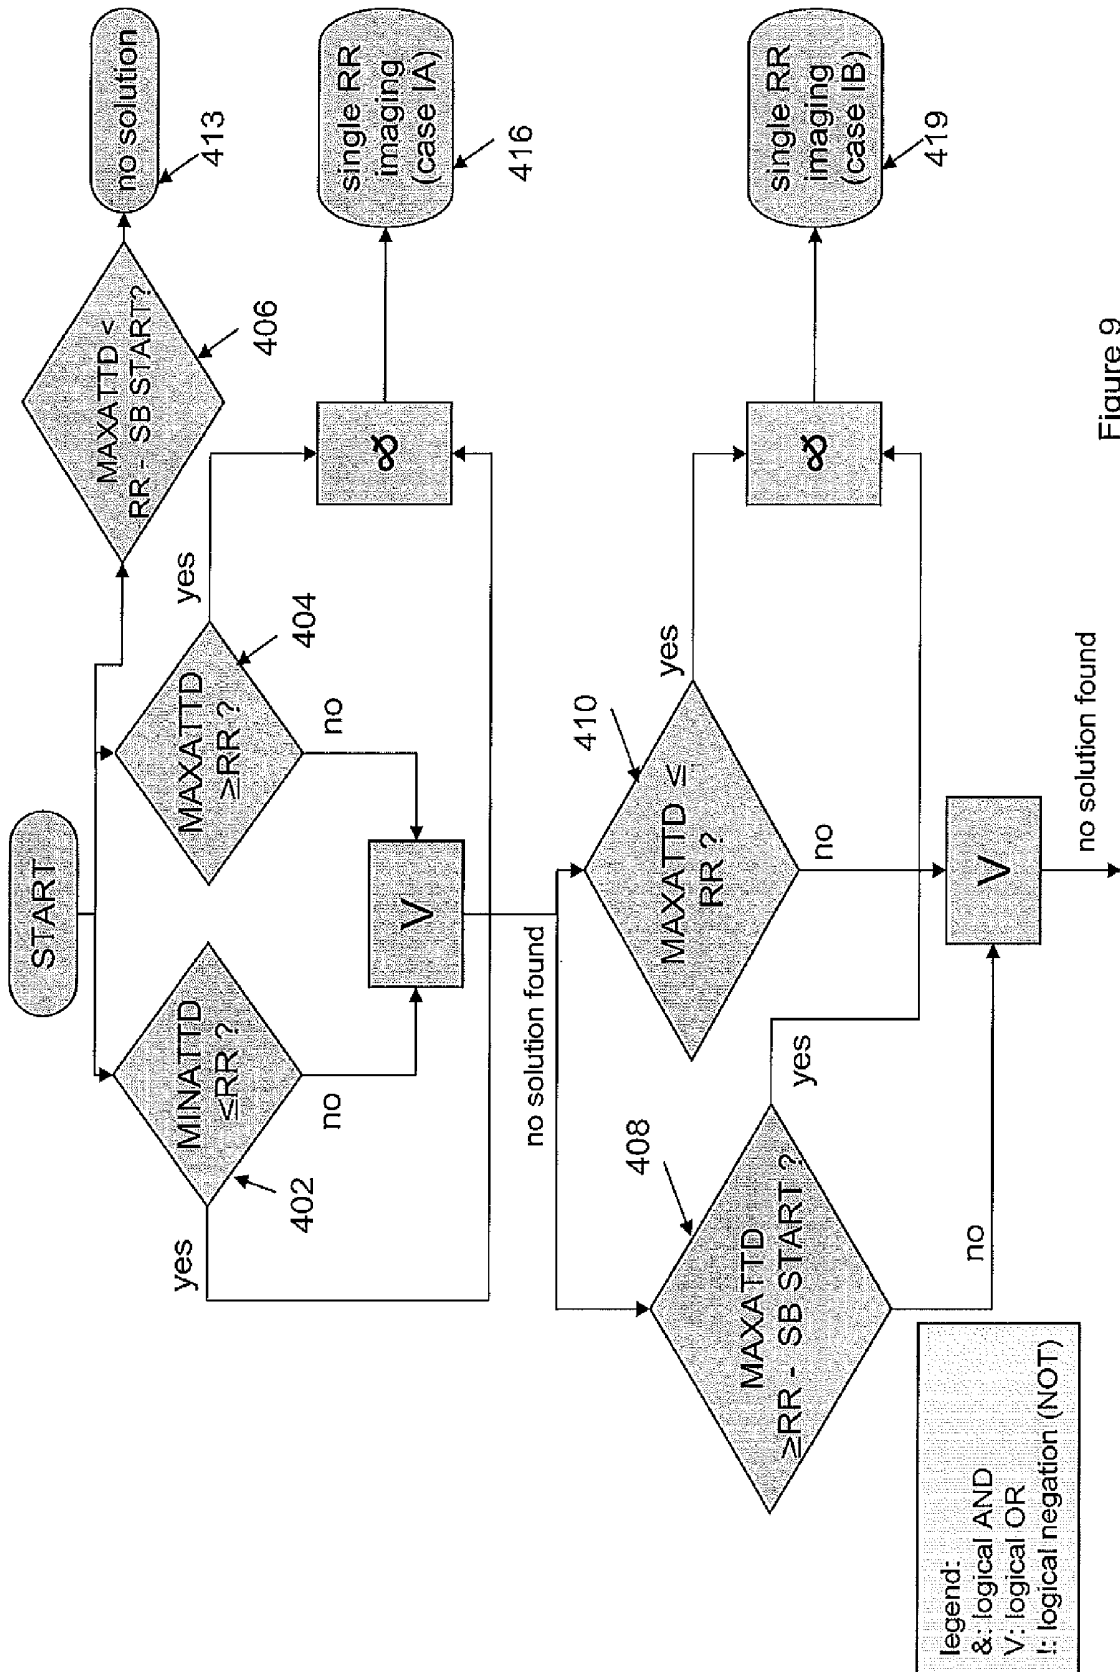 START
MINATTD
≤RR ?
402
yes
no
MAXATTD
≥RR ?
404
yes
no
MAXATTD <
RR - SB START?
406
no solution
413
V
&
single RR
imaging
(case IA)
416
no solution found
MAXATTD
≥RR - SB START ?
408
yes
no
MAXATTD ≤
RR ?
410
yes
no
&
single RR
imaging
(case IB)
419
V
no solution found
legend:
&: logical AND
V: logical OR
!: logical negation (NOT)
Figure 9